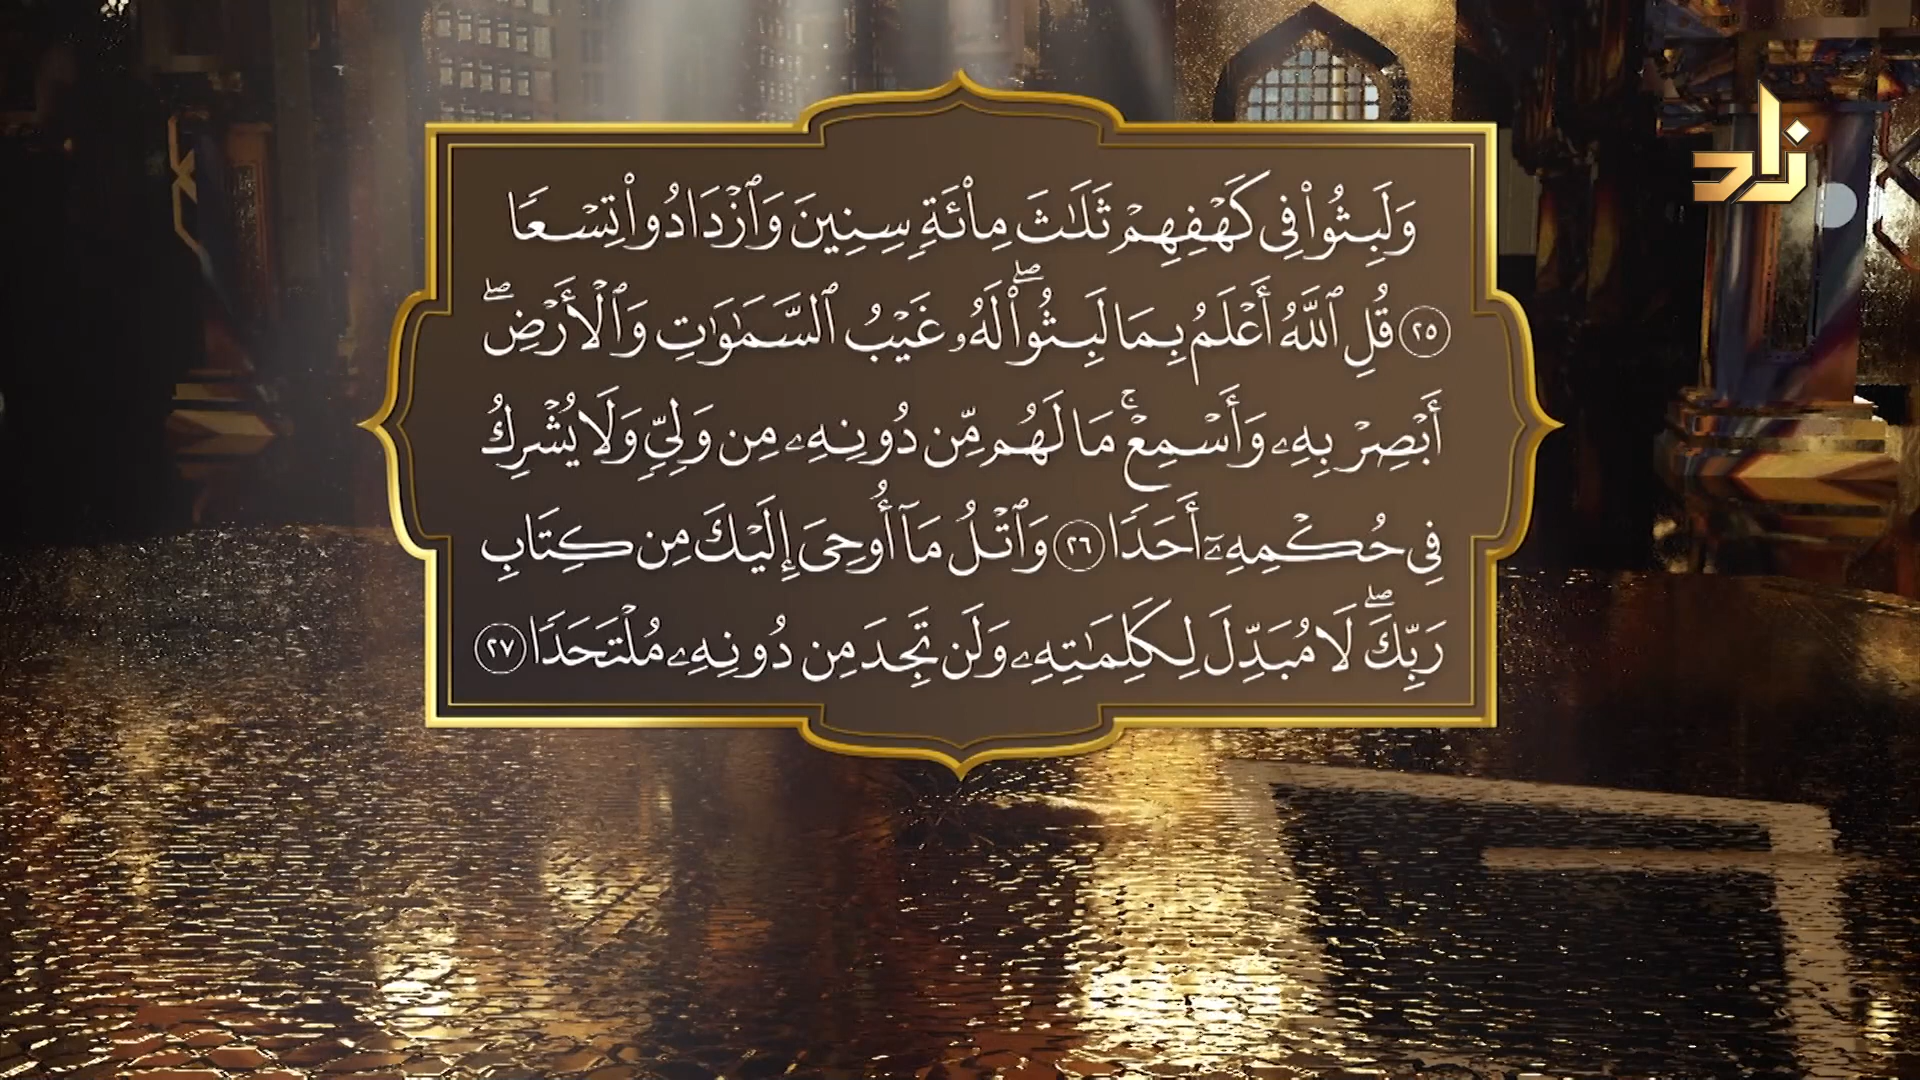 زاد
وَلَبِثُوا۟ فِى كَهْفِهِمْ ثَلَـٰثَ مِا۟ئَةٍ سِنِينَ وَٱزْدَادُوا۟ تِسْعًا
٢٥ قُلِ ٱللَّهُ أَعْلَمُ بِمَا لَبِثُوا۟ ۖ لَهُۥ غَيْبُ ٱلسَّمَـٰوَٰتِ وَٱلْأَرْضِ ۖ
أَبْصِرْ بِهِۦ وَأَسْمِعْ ۚ مَا لَهُم مِّن دُونِهِۦ مِن وَلِىٍّ وَلَا يُشْرِكُ
فِى حُكْمِهِۦٓ أَحَدًا ٢٦ وَٱتْلُ مَآ أُوحِىَ إِلَيْكَ مِن كِتَابِ
رَبِّكَ ۖ لَا مُبَدِّلَ لِكَلِمَـٰتِهِۦ وَلَن تَجِدَ مِن دُونِهِۦ مُلْتَحَدًا ٢٧